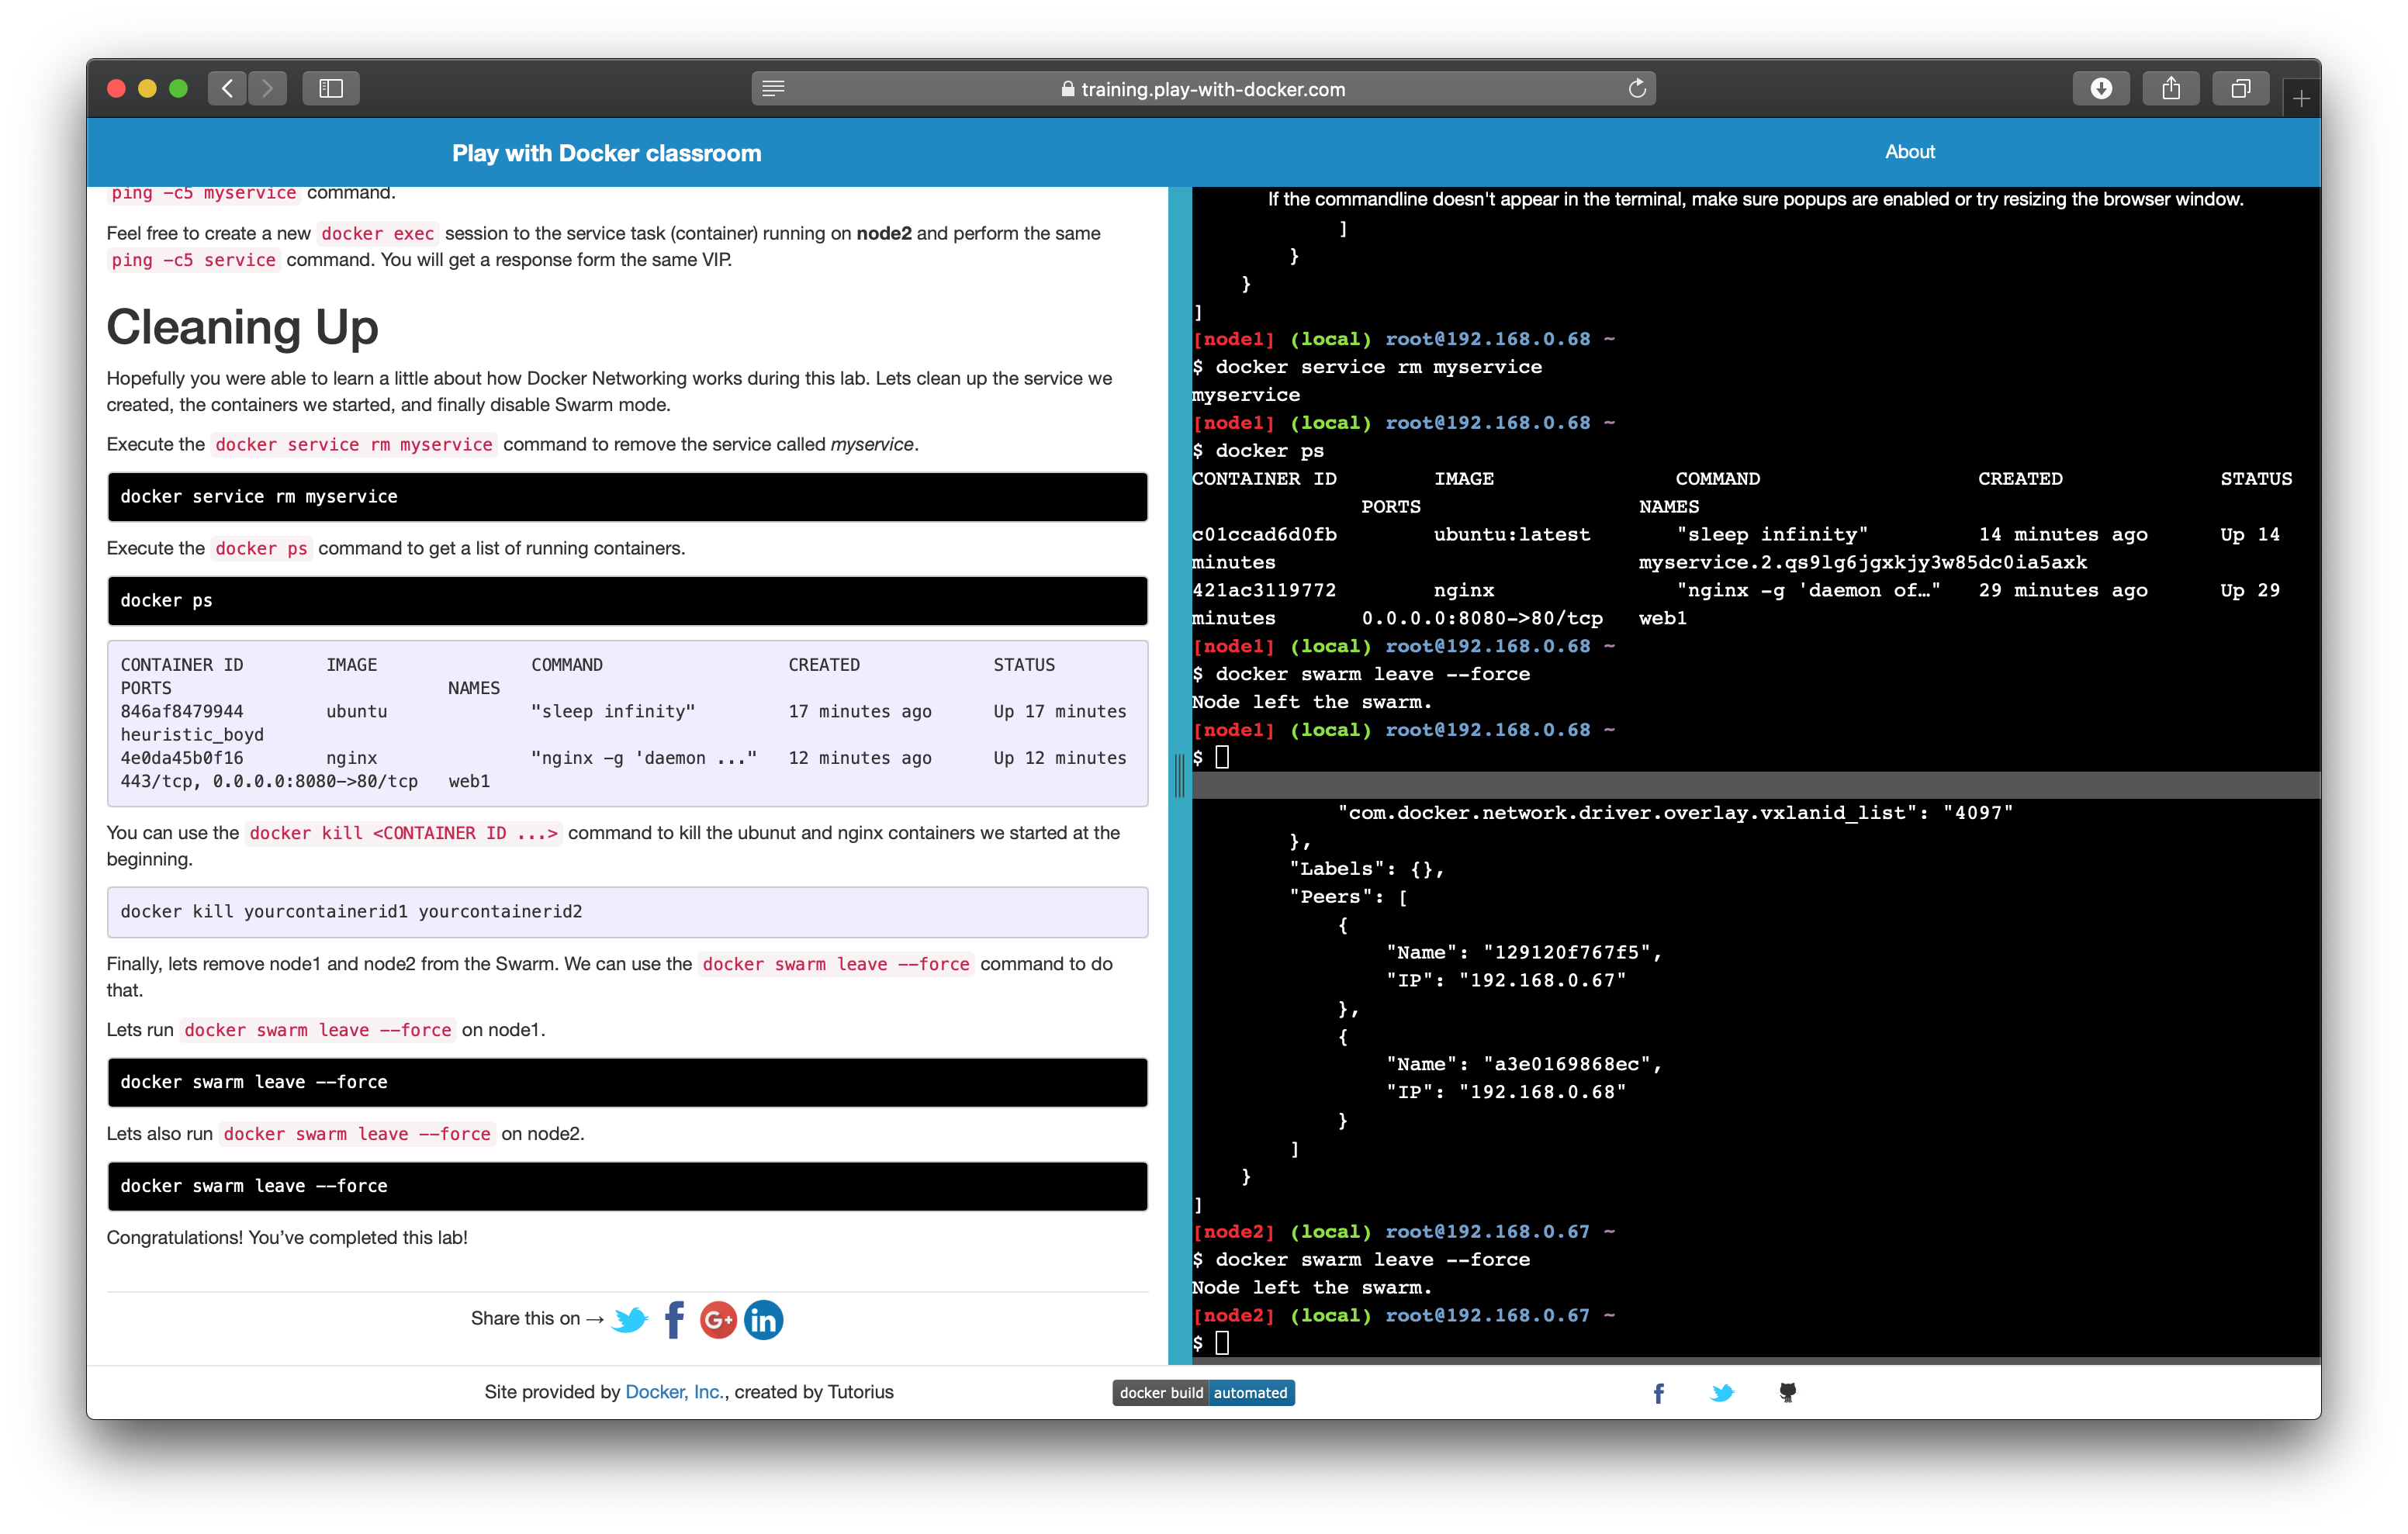 training.play-with-docker.com
Play with Docker classroom
About
ping -c5 myservice command.
Feel free to create a new docker exec session to the service task (container) running on node2 and perform the same
ping -c5 service command. You will get a response form the same VIP.
Cleaning Up
Hopefully you were able to learn a little about how Docker Networking works during this lab. Lets clean up the service we
created, the containers we started, and finally disable Swarm mode.
Execute the docker service rm myservice command to remove the service called myservice.
docker service rm myservice
Execute the docker ps command to get a list of running containers.
docker ps
CONTAINER ID        IMAGE               COMMAND                  CREATED             STATUS
PORTS                           NAMES
846af8479944        ubuntu              "sleep infinity"         17 minutes ago      Up 17 minutes
heuristic_boyd
4e0da45b0f16        nginx               "nginx -g 'daemon ..."   12 minutes ago      Up 12 minutes
443/tcp, 0.0.0.0:8080->80/tcp   web1
You can use the docker kill <CONTAINER ID ...> command to kill the ubunut and nginx containers we started at the
beginning.
docker kill yourcontainerid1 yourcontainerid2
Finally, lets remove node1 and node2 from the Swarm. We can use the docker swarm leave --force command to do
that.
Lets run docker swarm leave --force on node1.
docker swarm leave --force
Lets also run docker swarm leave --force on node2.
docker swarm leave --force
Congratulations! You've completed this lab!
Share this on →
If the commandline doesn't appear in the terminal, make sure popups are enabled or try resizing the browser window.
            ]
        }
    }
]
[node1] (local) root@192.168.0.68 ~
$ docker service rm myservice
myservice
[node1] (local) root@192.168.0.68 ~
$ docker ps
CONTAINER ID        IMAGE               COMMAND                  CREATED             STATUS
              PORTS                  NAMES
c01ccad6d0fb        ubuntu:latest       "sleep infinity"         14 minutes ago      Up 14
minutes                              myservice.2.qs9lg6jgxkjy3w85dc0ia5axk
421ac3119772        nginx               "nginx -g 'daemon of…"   29 minutes ago      Up 29
minutes       0.0.0.0:8080->80/tcp   web1
[node1] (local) root@192.168.0.68 ~
$ docker swarm leave --force
Node left the swarm.
[node1] (local) root@192.168.0.68 ~
$
            "com.docker.network.driver.overlay.vxlanid_list": "4097"
        },
        "Labels": {},
        "Peers": [
            {
                "Name": "129120f767f5",
                "IP": "192.168.0.67"
            },
            {
                "Name": "a3e0169868ec",
                "IP": "192.168.0.68"
            }
        ]
    }
]
[node2] (local) root@192.168.0.67 ~
$ docker swarm leave --force
Node left the swarm.
[node2] (local) root@192.168.0.67 ~
$
Site provided by Docker, Inc., created by Tutorius
docker build automated